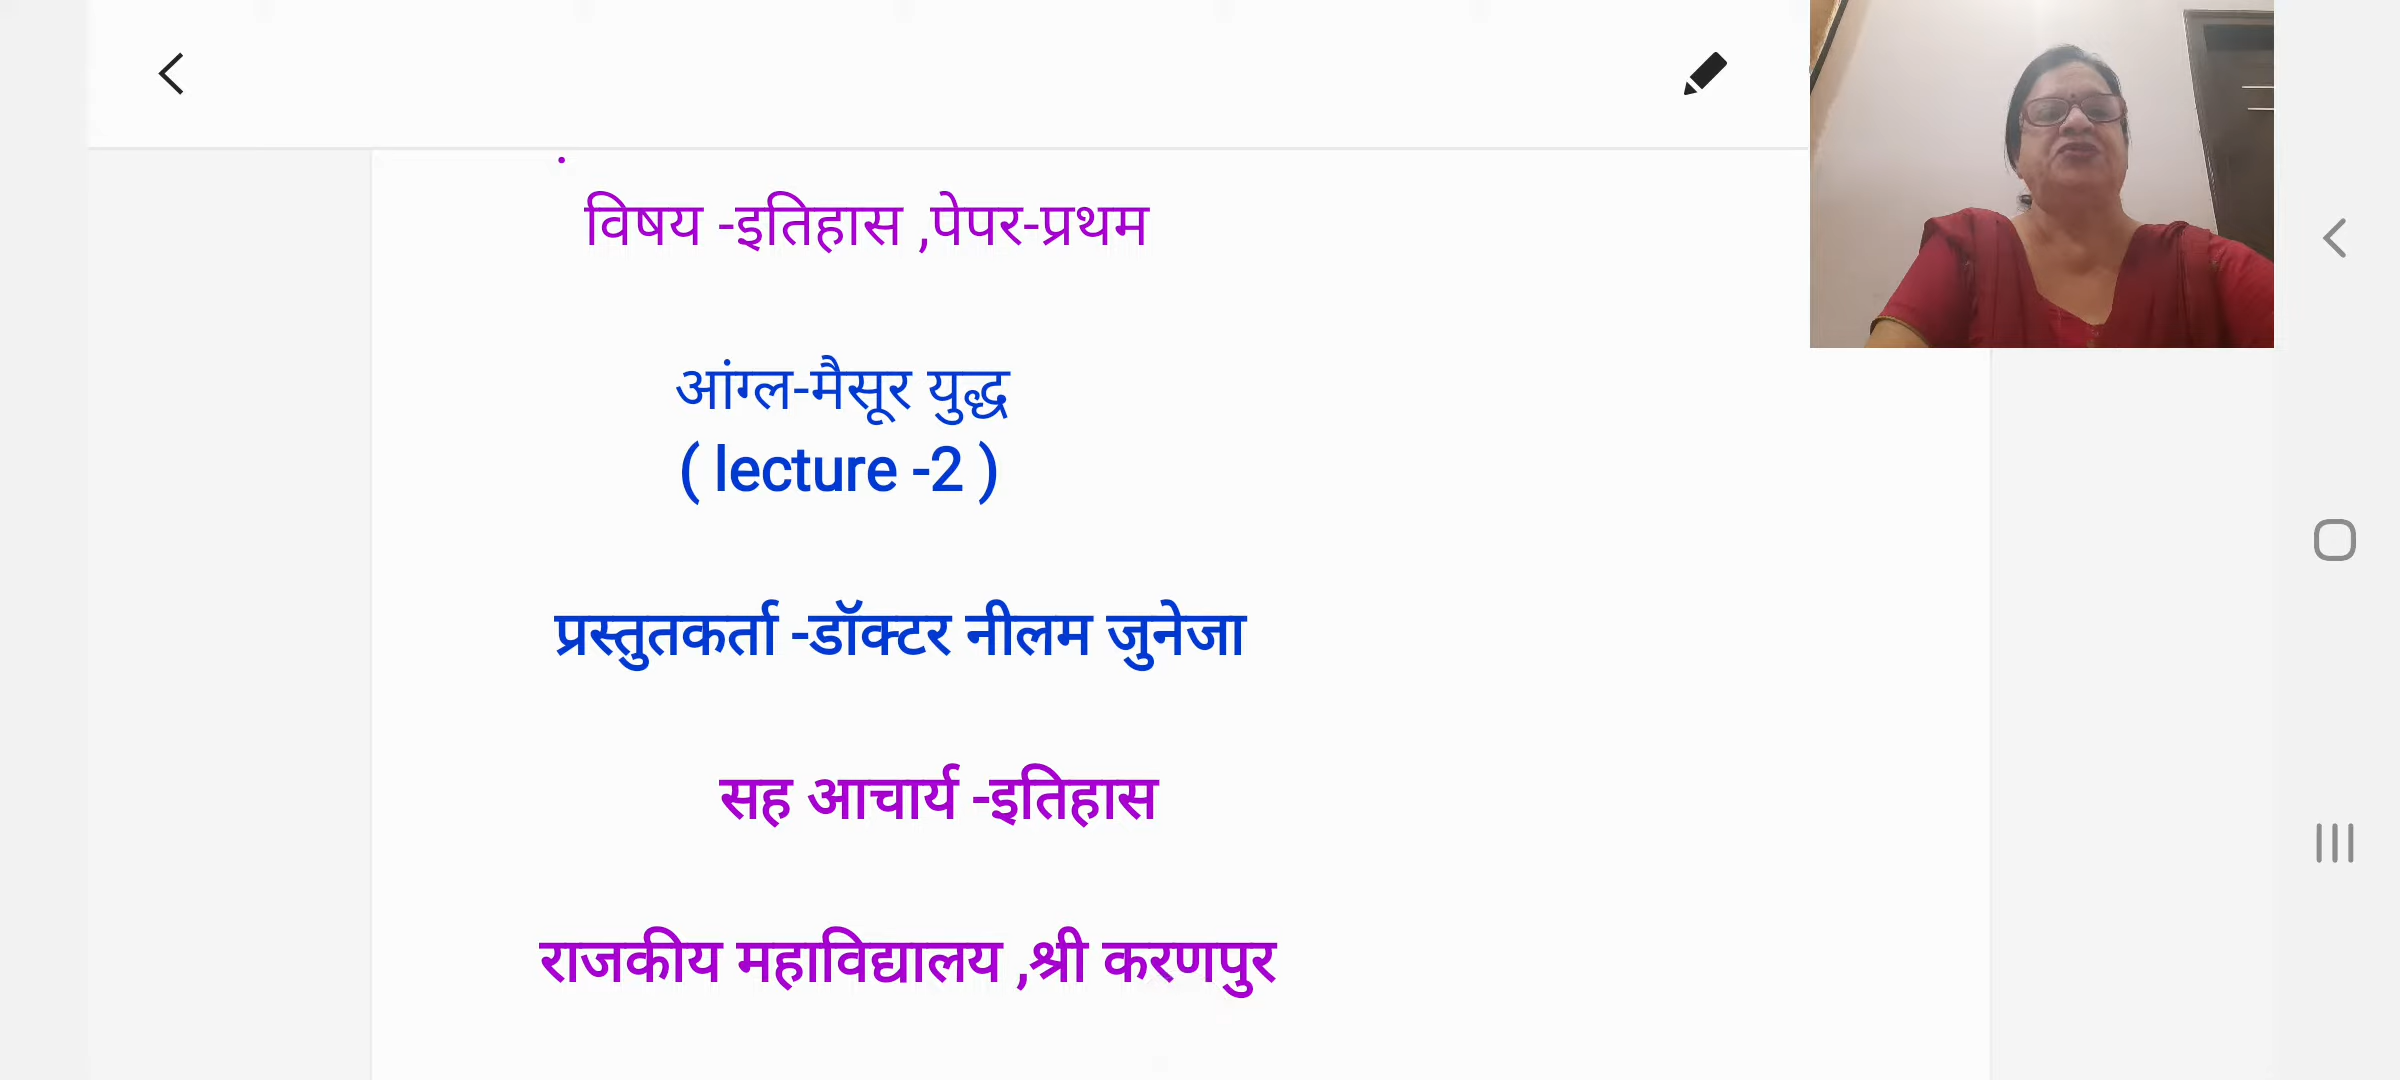 विषय -इतिहास ,पेपर-प्रथम
आंग्ल-मैसूर युद्ध
( lecture -2 )
प्रस्तुतकर्ता -डॉक्टर नीलम जुनेजा
सह आचार्य -इतिहास
राजकीय महाविद्यालय ,श्री करणपुर